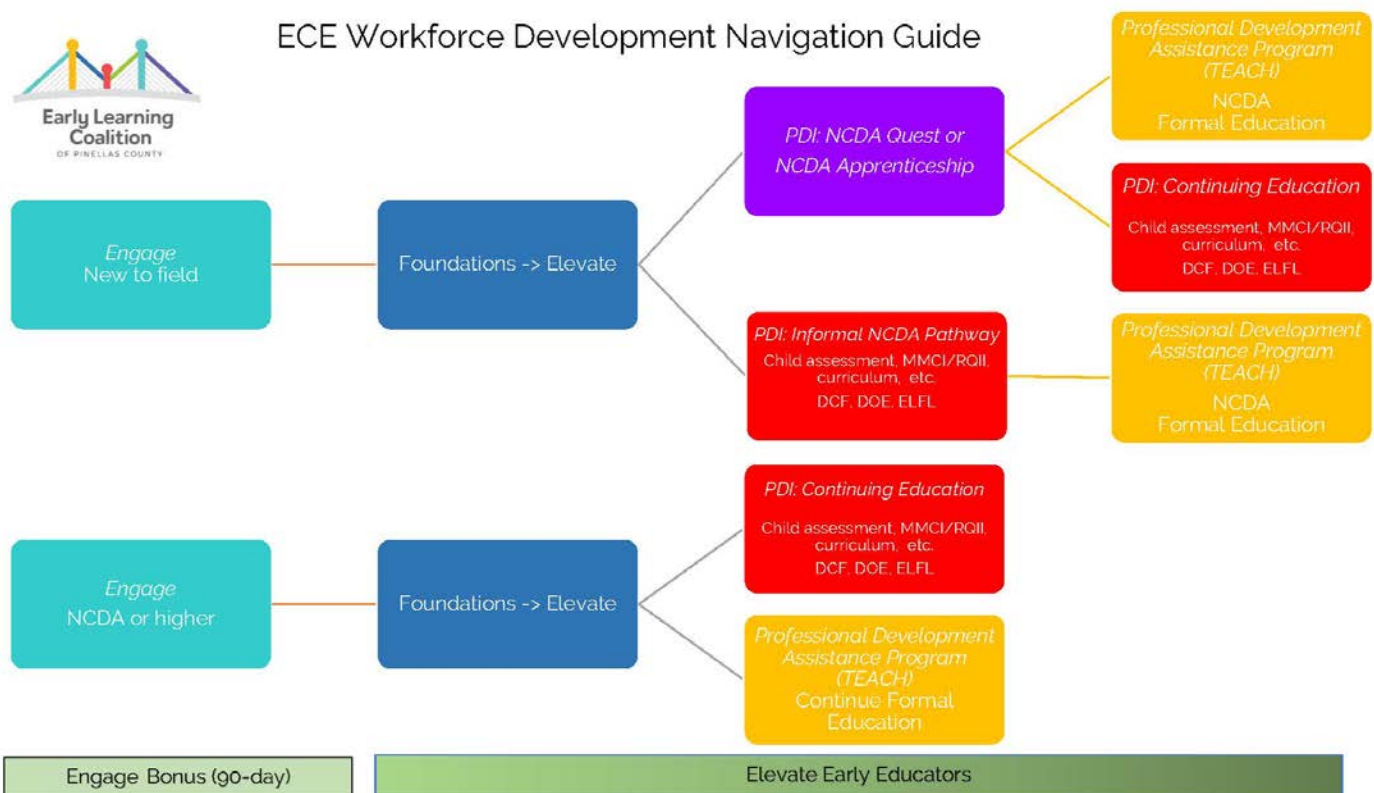 ECE Workforce Development Navigation Guide
Early Learning
Coalition
OF PINELLAS COUNTY
Engage
New to field
Foundations -> Elevate
PDI: NCDA Quest or
NCDA Apprenticeship
Professional Development
Assistance Program
(TEACH)
NCDA
Formal Education
PDI: Continuing Education
Child assessment, MMCI/RQII,
curriculum, etc.
DCF, DOE, ELFL
PDI: Informal NCDA Pathway
Child assessment, MMCI/RQII,
curriculum, etc.
DCF, DOE, ELFL
Professional Development
Assistance Program
(TEACH)
NCDA
Formal Education
Engage
NCDA or higher
Foundations -> Elevate
PDI: Continuing Education
Child assessment, MMCI/RQII,
curriculum, etc.
DCF, DOE, ELFL
Professional Development
Assistance Program
(TEACH)
Continue Formal
Education
Engage Bonus (90-day)
Elevate Early Educators